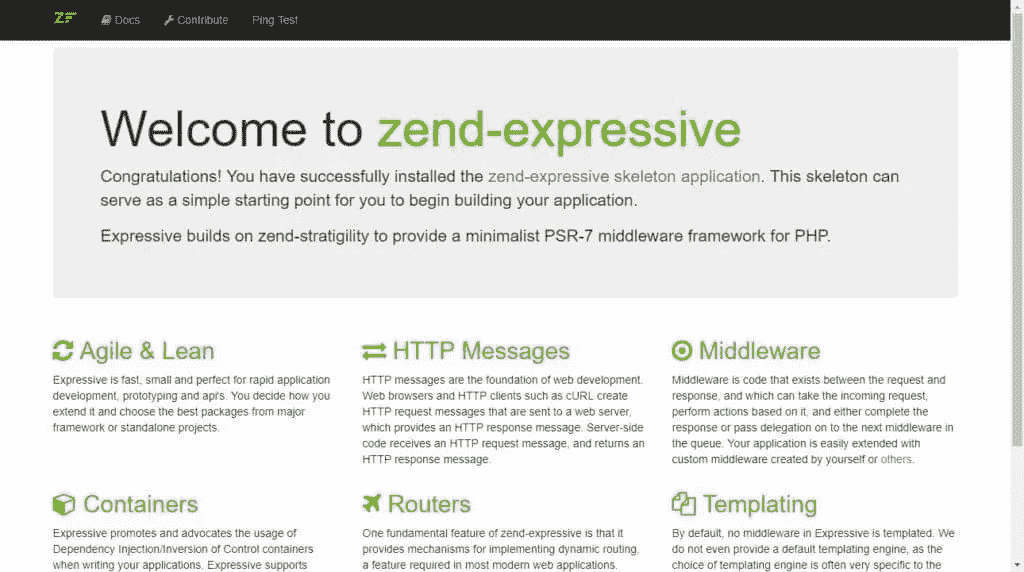 ZF Docs Contribute Ping Test
Welcome to zend-expressive
Congratulations! You have successfully installed the zend-expressive skeleton application. This skeleton can
serve as a simple starting point for you to begin building your application.
Expressive builds on zend-stratigility to provide a minimalist PSR-7 middleware framework for PHP.
Agile & Lean
Expressive is fast, small and perfect for rapid application
development, prototyping and api's. You decide how you
extend it and choose the best packages from major
framework or standalone projects.
HTTP Messages
HTTP messages are the foundation of web development.
Web browsers and HTTP clients such as cURL create
HTTP request messages that are sent to a web server,
which provides an HTTP response message. Server-side
code receives an HTTP request message, and returns an
HTTP response message.
Middleware
Middleware is code that exists between the request and
response, and which can take the incoming request,
perform actions based on it, and either complete the
response or pass delegation on to the next middleware in
the queue. Your application is easily extended with
custom middleware created by yourself or others.
Containers
Expressive promotes and advocates the usage of
Dependency Injection/Inversion of Control containers
when writing your applications. Expressive supports
Routers
One fundamental feature of zend-expressive is that it
provides mechanisms for implementing dynamic routing,
a feature required in most modern web applications.
Templating
By default, no middleware in Expressive is templated. We
do not even provide a default templating engine, as the
choice of templating engine is often very specific to the